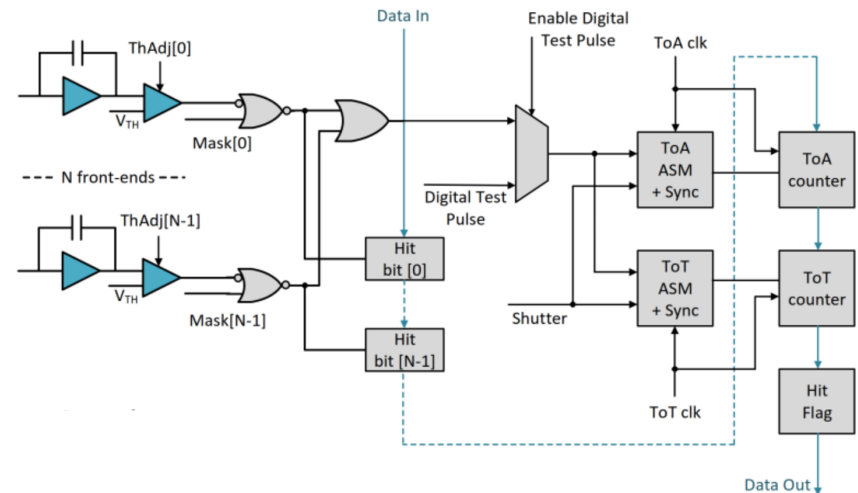 Data In
Enable Digital
Test Pulse
ToA clk
ThAdj[0]
VTH
Mask[0]
--- N front-ends ---
ThAdj[N-1]
VTH
Mask[N-1]
Hit
bit [0]
Hit
bit [N-1]
Digital Test
Pulse
Shutter
ToA
ASM
+ Sync
ToA
counter
ToT
ASM
+ Sync
ToT
counter
ToT clk
Hit
Flag
Data Out